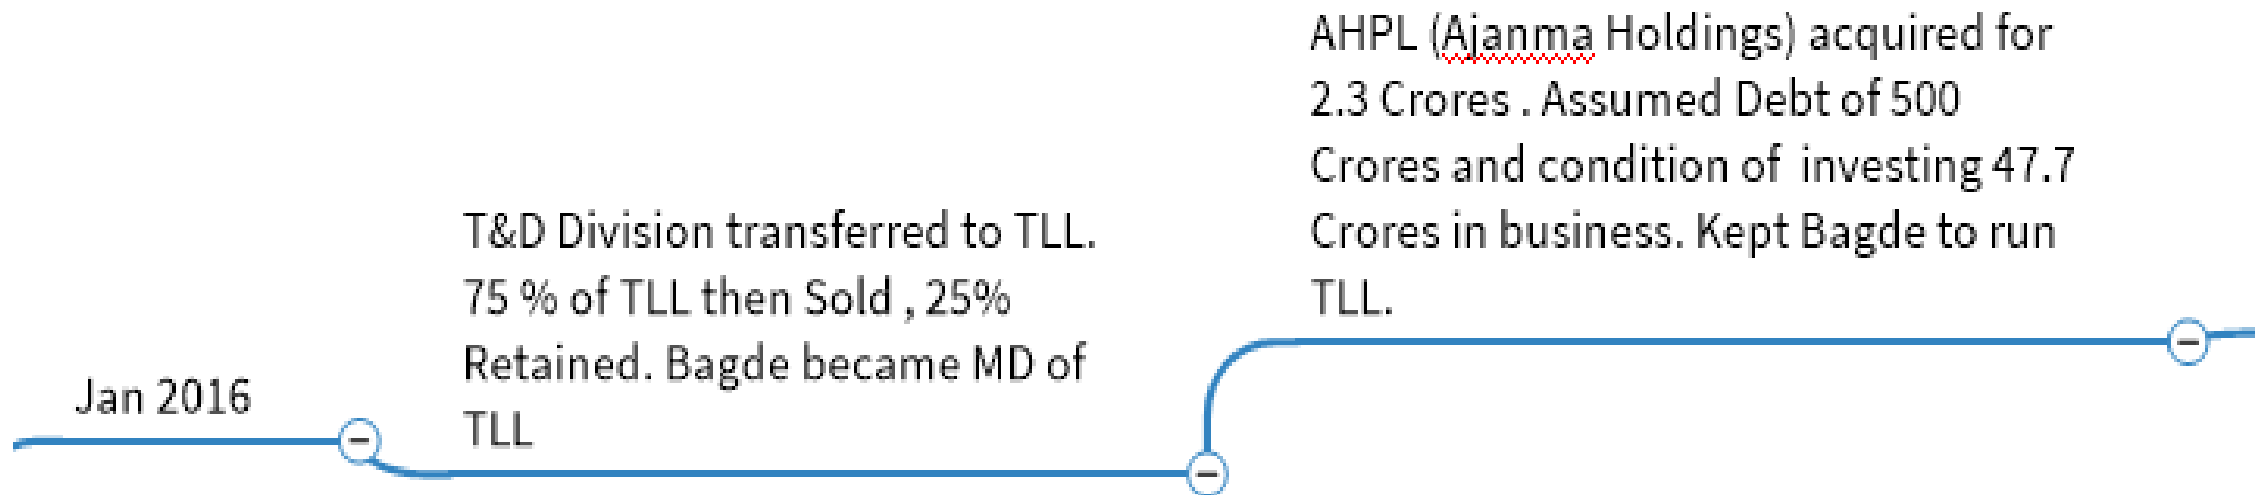 Jan 2016
T&D Division transferred to TLL.
75 % of TLL then Sold , 25%
Retained. Bagde became MD of
TLL
AHPL (Ajanma Holdings) acquired for
2.3 Crores . Assumed Debt of 500
Crores and condition of  investing 47.7
Crores in business. Kept Bagde to run
TLL.